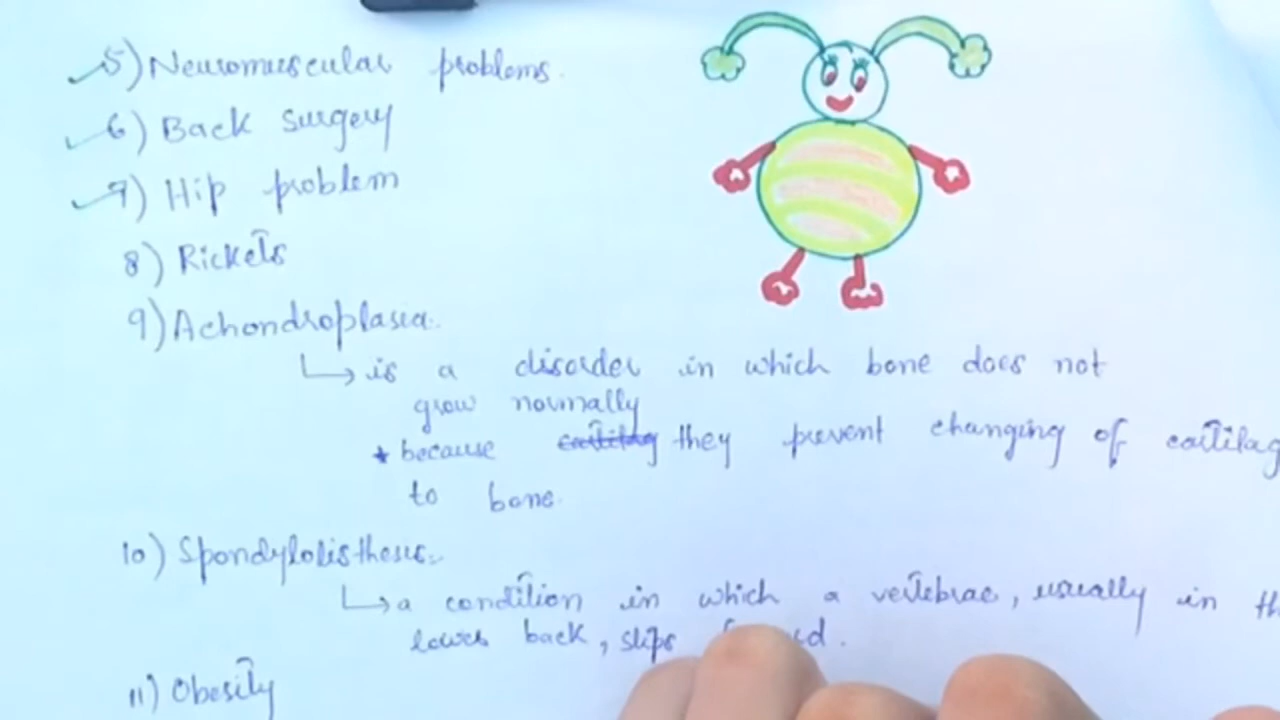 5) Neuromuscular problems.
6) Back surgery
7) Hip problem
8) Rickets
9) Achondroplasia.
is a disorder in which bone does not
grow normally
* because they prevent changing of cartilag
to bone.
10) Spondylolisthesis.
a condition in which a vertebrae, usually in th
lower back, slips
11) Obesity